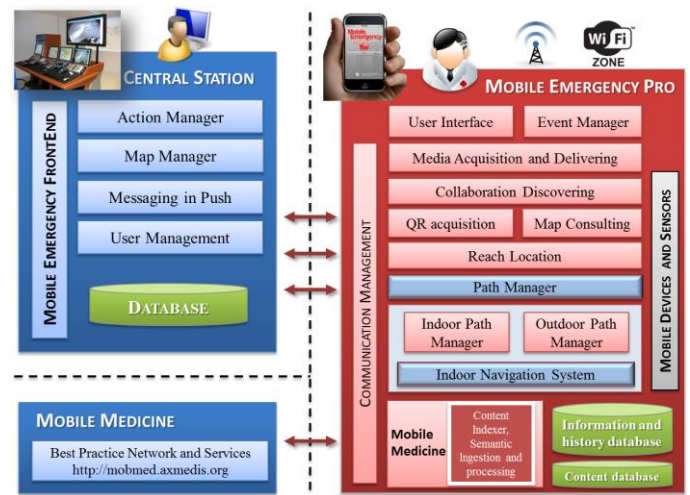 CENTRAL STATION
MOBILE EMERGENCY FRONTEND
Action Manager
Map Manager
Messaging in Push
User Management
DATABASE
MOBILE MEDICINE
Best Practice Network and Services
http://mobmed.axmedis.org
Mobile
Emergency
Wi Fi
ZONE
MOBILE EMERGENCY PRO
COMMUNICATION MANAGEMENT
User Interface
Event Manager
Media Acquisition and Delivering
Collaboration Discovering
QR acquisition
Map Consulting
Reach Location
Path Manager
Indoor Path
Manager
Outdoor Path
Manager
Indoor Navigation System
MOBILE DEVICES AND SENSORS
Mobile
Medicine
Content
Indexer,
Semantic
Ingestion and
processing
Information and
history database
Content database